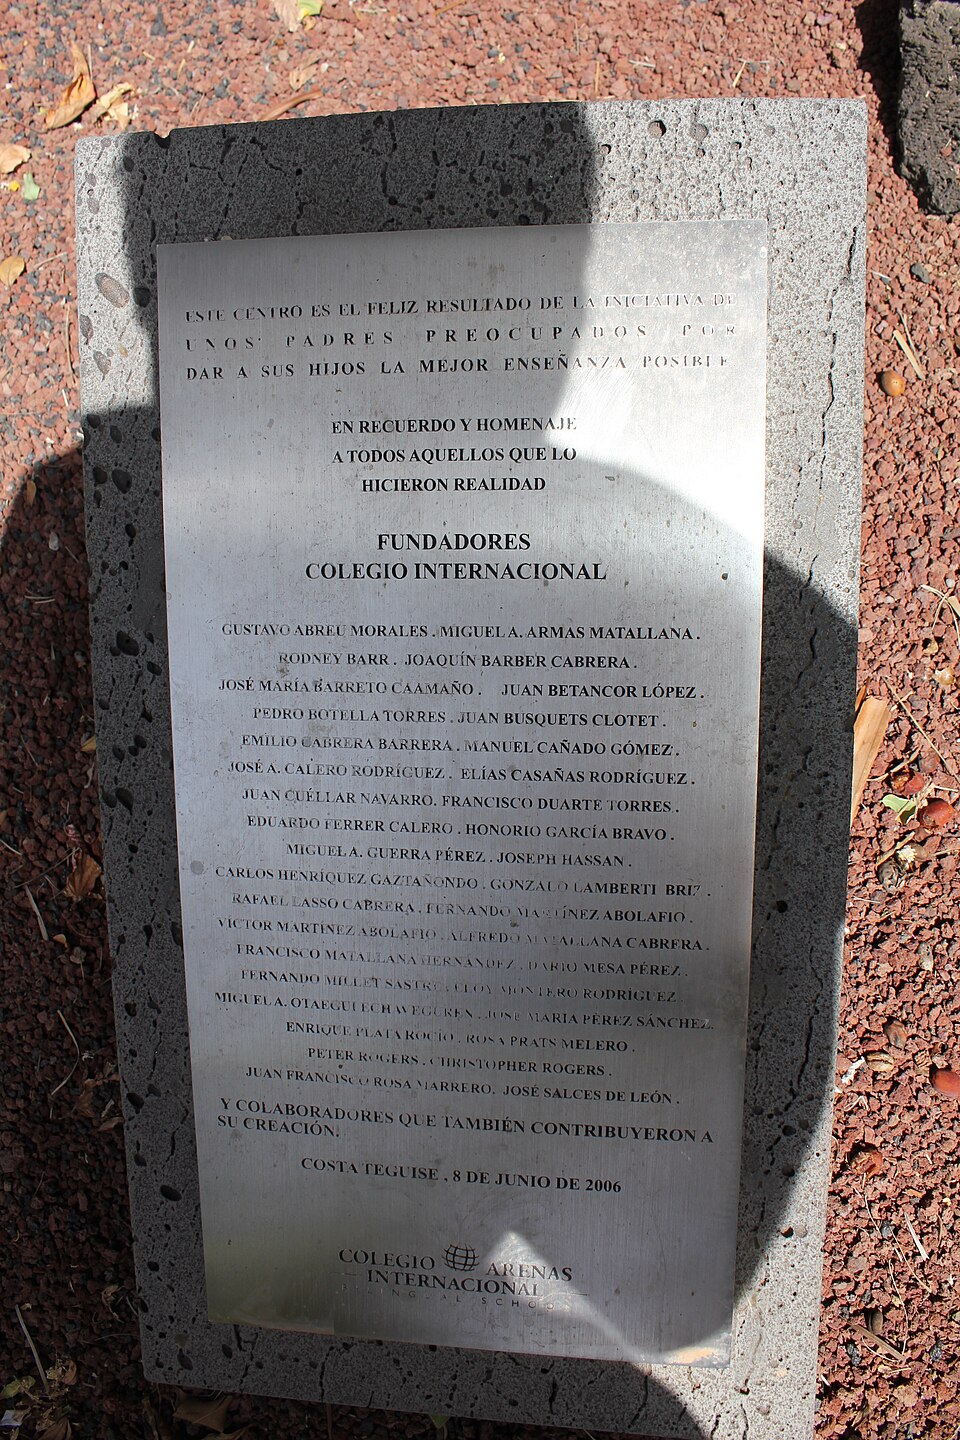 ESTE CENTRO ES EL FELIZ RESULTADO DE LA INICIATIVA DE
UNOS PADRES PREOCUPADOS POR
DAR A SUS HIJOS LA MEJOR ENSEÑANZA POSIBLE
EN RECUERDO Y HOMENAJE
A TODOS AQUELLOS QUE LO
HICIERON REALIDAD
FUNDADORES
COLEGIO INTERNACIONAL
GUSTAVO ABREU MORALES . MIGUEL A. ARMAS MATALLANA .
RODNEY BARR . JOAQUÍN BARBER CABRERA .
JOSÉ MARÍA BARRETO CAAMAÑO . JUAN BETANCOR LÓPEZ .
PEDRO BOTELLA TORRES . JUAN BUSQUETS CLOTET .
EMILIO CABRERA BARRERA . MANUEL CAÑADO GÓMEZ .
JOSÉ A. CALERO RODRÍGUEZ . ELÍAS CASAÑAS RODRÍGUEZ .
JUAN CUÉLLAR NAVARRO. FRANCISCO DUARTE TORRES .
EDUARDO FERRER CALERO . HONORIO GARCÍA BRAVO .
MIGUEL A. GUERRA PÉREZ . JOSEPH HASSAN .
CARLOS HENRÍQUEZ GAZTAÑONDO . GONZALO LAMBERTI BRIZ .
RAFAEL LASSO CABRERA . FERNANDO MARTÍNEZ ABOLAFIO .
VÍCTOR MARTÍNEZ ABOLAFIO . ALFREDO MATALLANA CABRERA .
FRANCISCO MATALLANA HERNÁNDEZ . DARIO MESA PÉREZ .
FERNANDO MILLET SASTRE . ELOY MONTERO RODRÍGUEZ .
MIGUEL A. OTAEGUI ECHAVEGUREN . JOSÉ MARÍA PÉREZ SÁNCHEZ.
ENRIQUE PLATA ROCÍO . ROSA PRATS MELERO .
PETER ROGERS . CHRISTOPHER ROGERS .
JUAN FRANCISCO ROSA MARRERO. JOSÉ SALCES DE LEÓN .
Y COLABORADORES QUE TAMBIÉN CONTRIBUYERON A
SU CREACIÓN.
COSTA TEGUISE , 8 DE JUNIO DE 2006
COLEGIO ARENAS
INTERNACIONAL
BILINGUAL SCHOOL